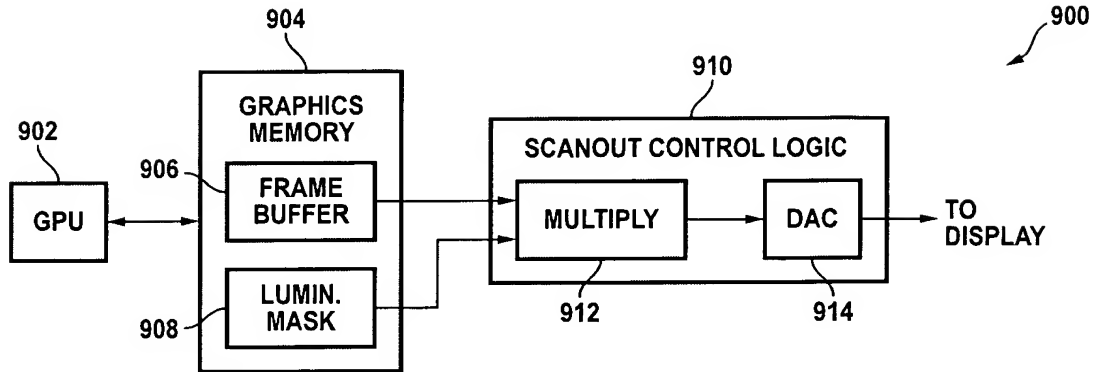 900
904
GRAPHICS
MEMORY
902
GPU
906
FRAME
BUFFER
908
LUMIN.
MASK
910
SCANOUT CONTROL LOGIC
MULTIPLY
912
DAC
914
TO
DISPLAY